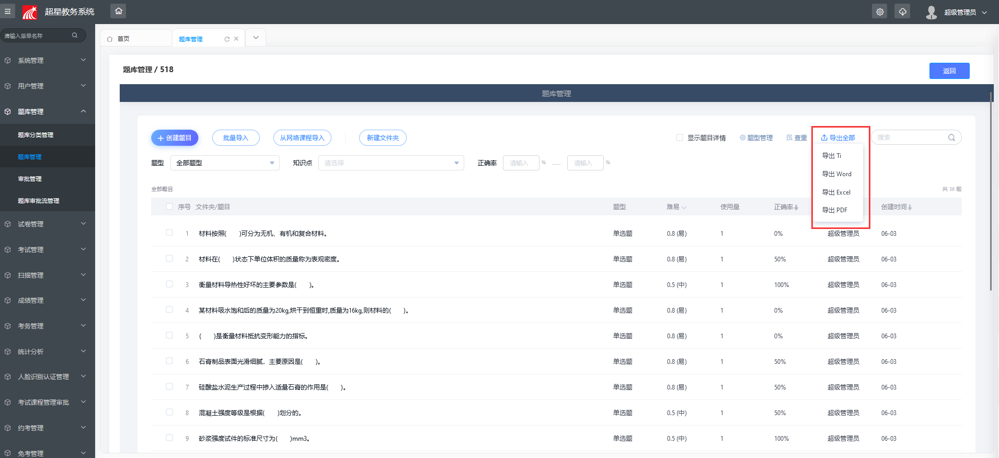 超星教务系统
超级管理员
请输入菜单名称
首页
题库管理
系统管理
用户管理
题库管理
题库分类管理
题库管理
审批管理
题库审批流管理
试卷管理
考试管理
扫描管理
成绩管理
考务管理
统计分析
人脸识别认证管理
考试课程管理审批
约考管理
免考管理
题库管理 / 518
返回
题库管理
+ 创建题目 批量导入 从网络课程导入 新建文件夹 显示题目详情 题型管理 查重 导出全部 搜索
导出 Ti
导出 Word
导出 Excel
导出 PDF
题型 全部题型 知识点 请选择 正确率 请输入 % — 请输入 %
全部题目 共 36 题
序号 文件夹/题目 题型 难易 使用量 正确率 创建时间
1 材料按照( )可分为无机、有机和复合材料。 单选题 0.8 (易) 1 0% 超级管理员 06-03
2 材料在( )状态下单位体积的质量称为表观密度。 单选题 0.8 (易) 1 50% 超级管理员 06-03
3 衡量材料导热性好坏的主要参数是( )。 单选题 0.5 (中) 1 100% 超级管理员 06-03
4 某材料吸水饱和后的质量为20kg,烘干到恒重时,质量为16kg,则材料的( )。 单选题 0.8 (易) 1 0% 超级管理员 06-03
5 ( )是衡量材料抵抗变形能力的指标。 单选题 0.8 (易) 1 0% 超级管理员 06-03
6 石膏制品表面光滑细腻，主要原因是( )。 单选题 0.8 (易) 1 50% 超级管理员 06-03
7 硅酸盐水泥生产过程中掺入适量石膏的作用是( )。 单选题 0.8 (易) 1 50% 超级管理员 06-03
8 混凝土强度等级是根据( )划分的。 单选题 0.5 (中) 1 50% 超级管理员 06-03
9 砂浆强度试件的标准尺寸为( )mm3。 单选题 0.5 (中) 1 100% 超级管理员 06-03